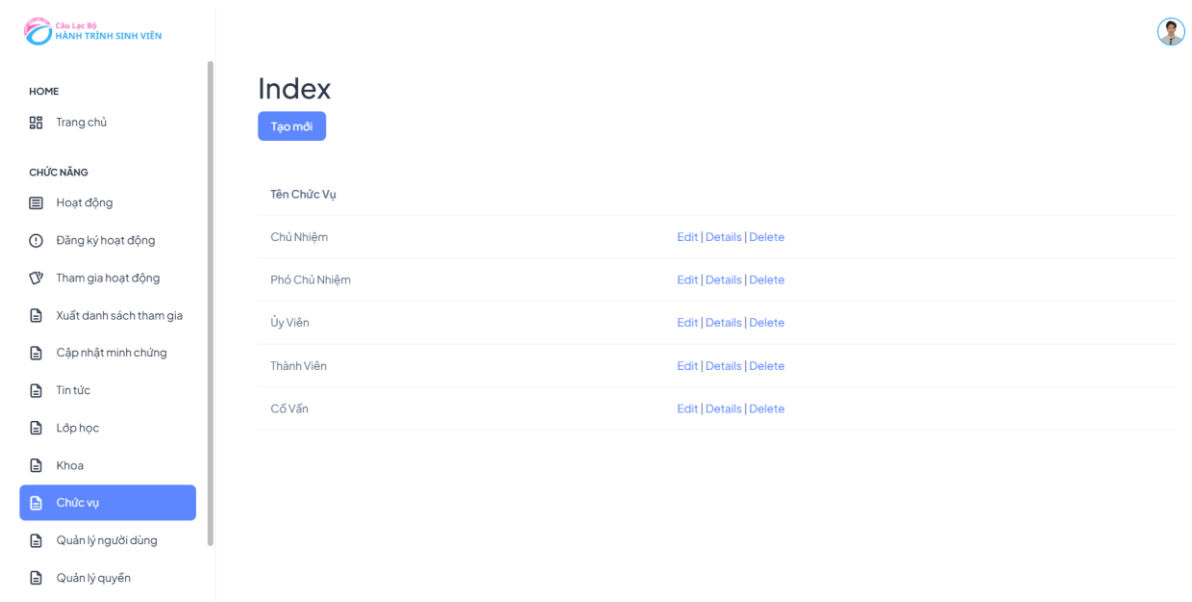 Câu Lạc Bộ
HÀNH TRÌNH SINH VIÊN
HOME
Trang chủ
CHỨC NĂNG
Hoạt động
Đăng ký hoạt động
Tham gia hoạt động
Xuất danh sách tham gia
Cập nhật minh chứng
Tin tức
Lớp học
Khoa
Chức vụ
Quản lý người dùng
Quản lý quyền
Index
Tạo mới
Tên Chức Vụ
Chủ Nhiệm Edit | Details | Delete
Phó Chủ Nhiệm Edit | Details | Delete
Ủy Viên Edit | Details | Delete
Thành Viên Edit | Details | Delete
Cố Vấn Edit | Details | Delete